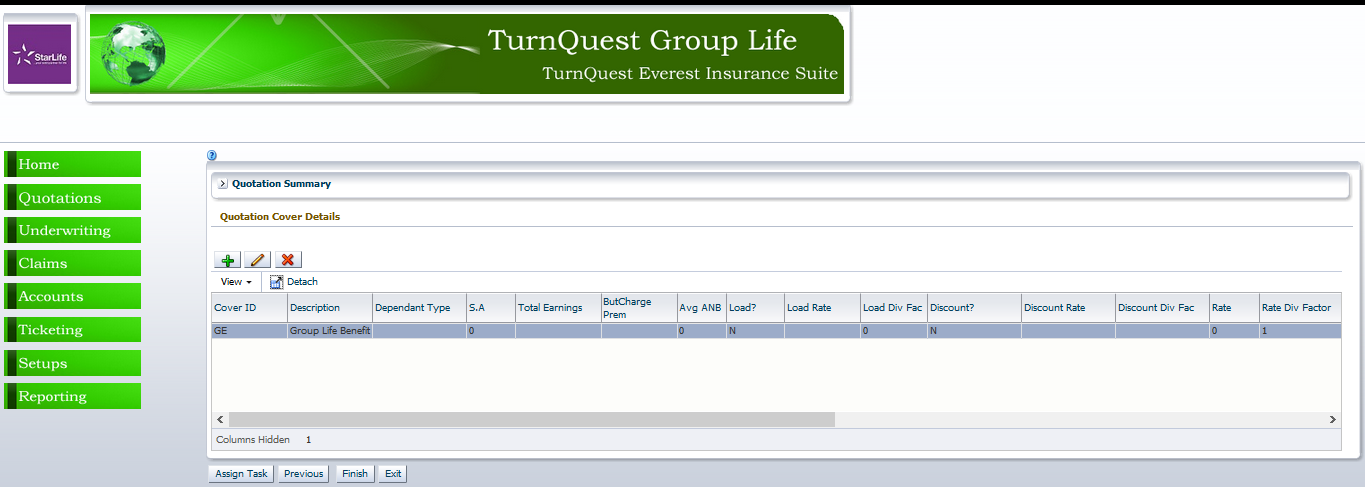 StarLife
TurnQuest Group Life
TurnQuest Everest Insurance Suite
Home
Quotations
Underwriting
Claims
Accounts
Ticketing
Setups
Reporting
?
Quotation Summary
Quotation Cover Details
View Detach
Cover ID Description Dependant Type S.A Total Earnings ButCharge Prem Avg ANB Load? Load Rate Load Div Fac Discount? Discount Rate Discount Div Fac Rate Rate Div Factor
GE Group Life Benefit 0 0 N 0 N 0 1
Columns Hidden 1
Assign Task Previous Finish Exit